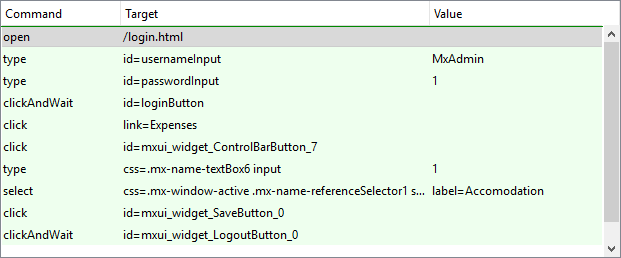 Command Target Value
open /login.html
type id=usernameInput MxAdmin
type id=passwordInput 1
clickAndWait id=loginButton
click link=Expenses
click id=mxui_widget_ControlBarButton_7
type css=.mx-name-textBox6 input 1
select css=.mx-window-active .mx-name-referenceSelector1 s... label=Accomodation
click id=mxui_widget_SaveButton_0
clickAndWait id=mxui_widget_LogoutButton_0